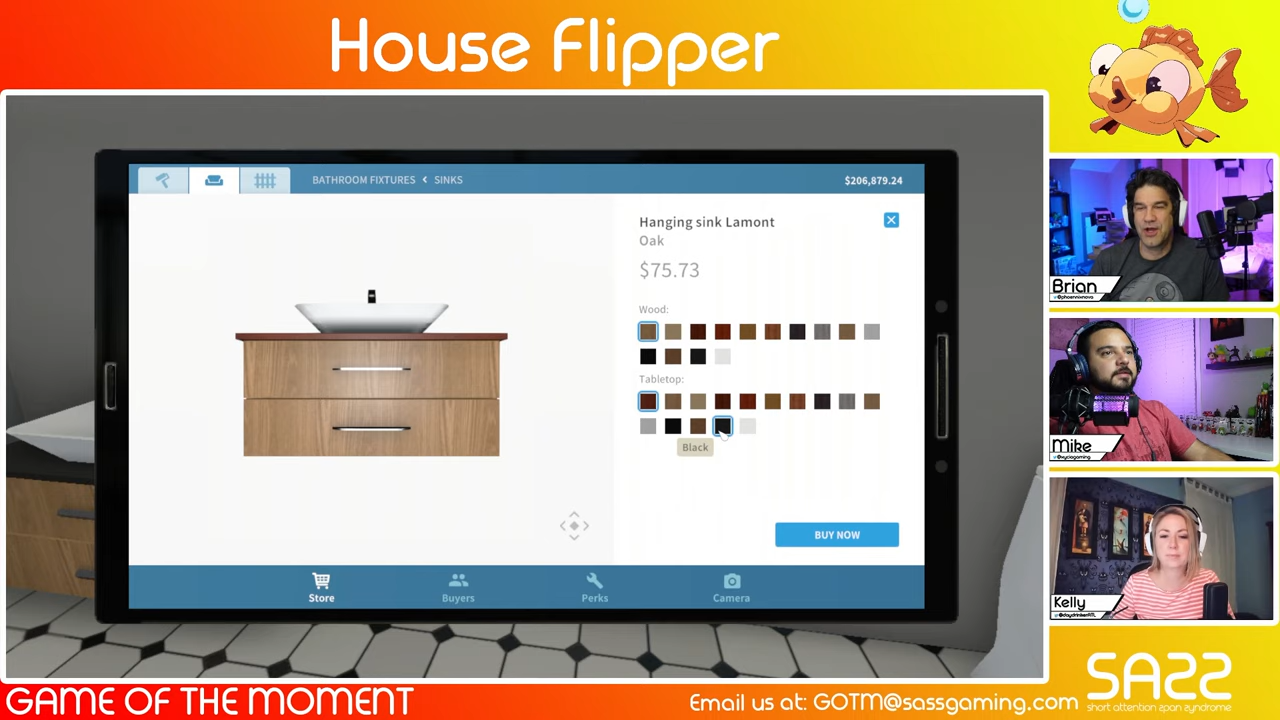 House Flipper
BATHROOM FIXTURES < SINKS
$206,879.24
Hanging sink Lamont
Oak
$75.73
Wood:
Tabletop:
Black
BUY NOW
Store
Buyers
Perks
Camera
Brian
@phoennixnova
Mike
Kelly
@daydrinkerATL
GAME OF THE MOMENT
Email us at: GOTM@sassgaming.com
SASS
short attention span syndrome